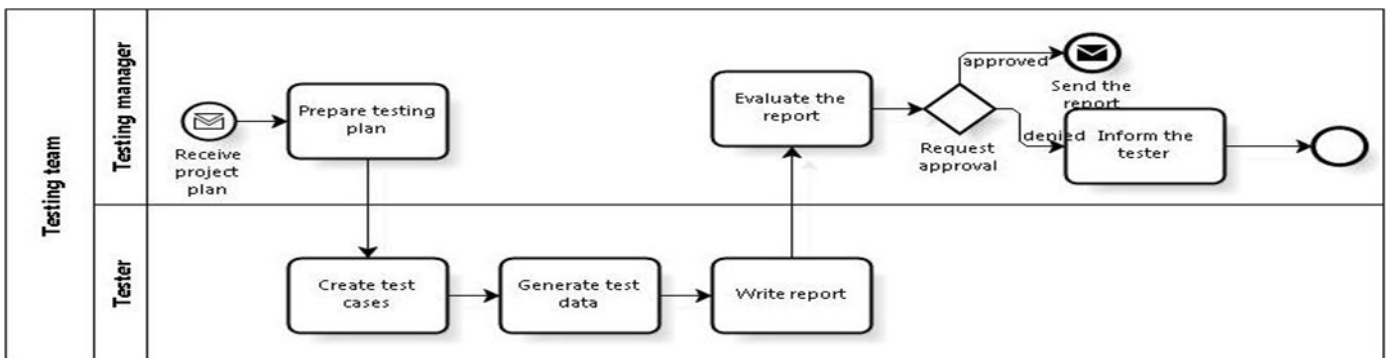 Testing team
Testing manager
Receive
project
plan
Prepare testing
plan
Evaluate the
report
Request
approval
approved
Send the
report
denied
Inform the
tester
Tester
Create test
cases
Generate test
data
Write report